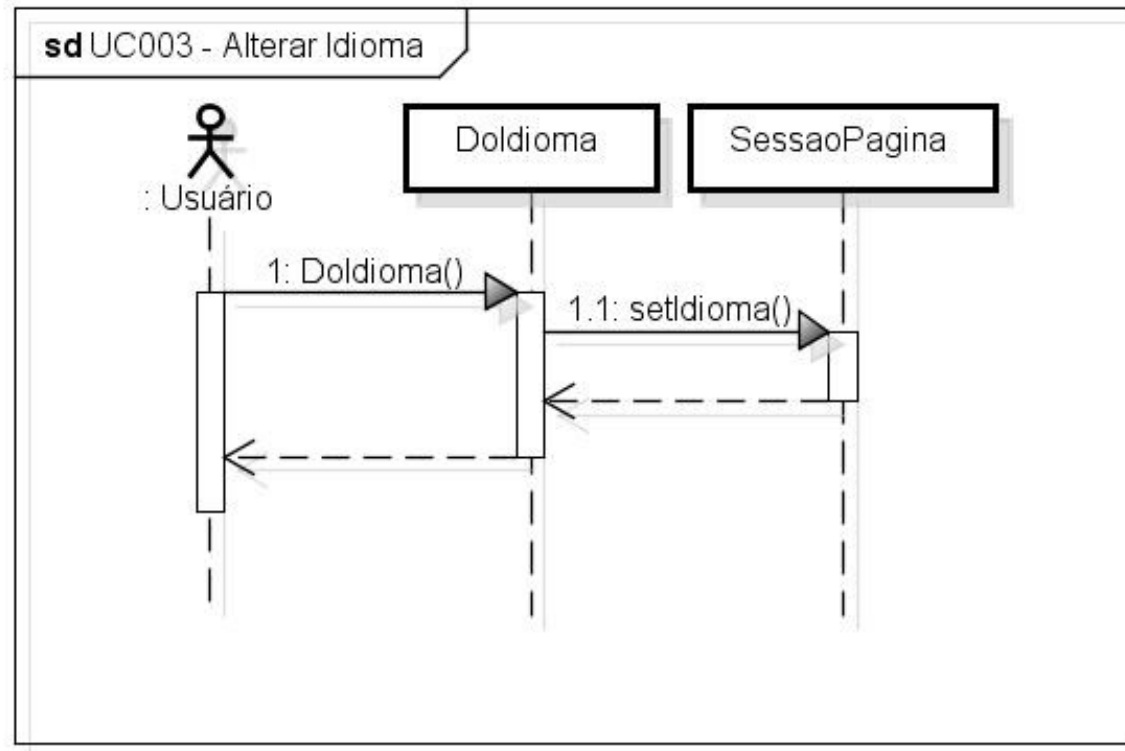 sd UC003 - Alterar Idioma
: Usuário
DoIdioma
SessaoPagina
1: DoIdioma()
1.1: setIdioma()